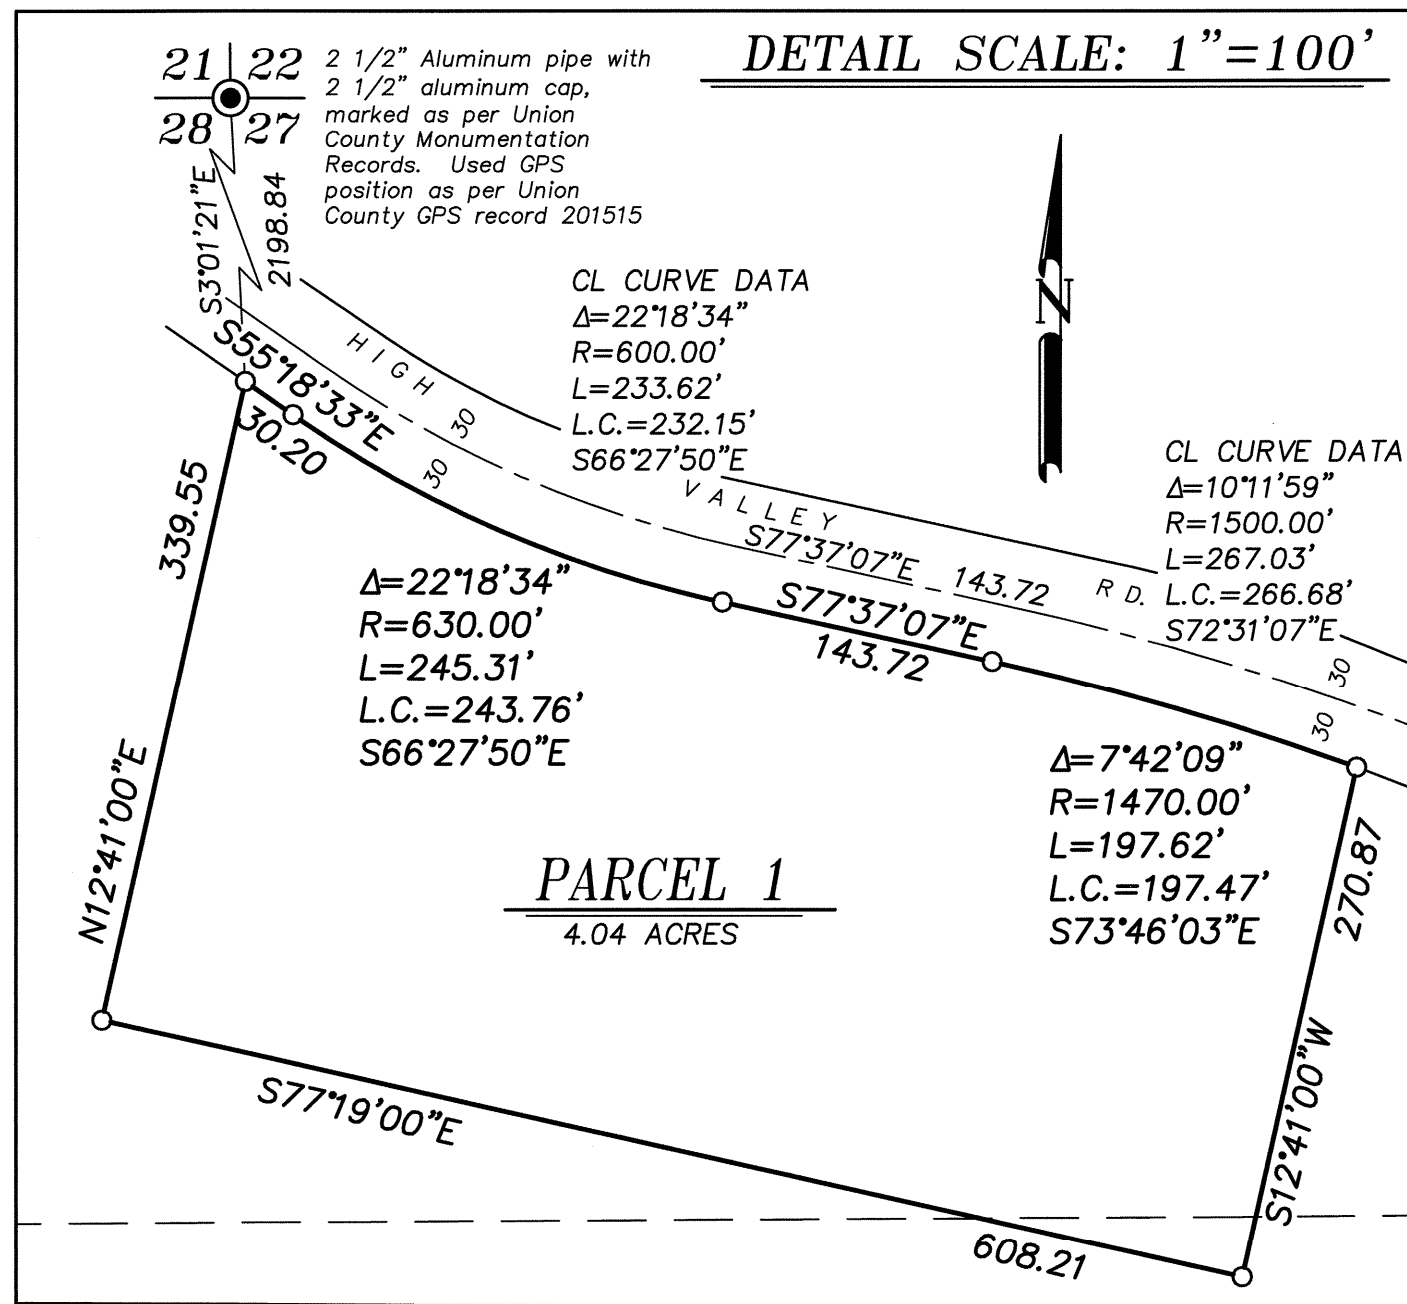 DETAIL SCALE: 1"=100'
21 22
28 27
2 1/2" Aluminum pipe with
2 1/2" aluminum cap,
marked as per Union
County Monumentation
Records. Used GPS
position as per Union
County GPS record 201515
S3°01'21"E
2198.84
N
CL CURVE DATA
Δ=22°18'34"
R=600.00'
L=233.62'
L.C.=232.15'
S66°27'50"E
CL CURVE DATA
Δ=10°11'59"
R=1500.00'
L=267.03'
L.C.=266.68'
S72°31'07"E
HIGH
VALLEY
RD.
30
30
30
30
S77°37'07"E 143.72
S55°18'33"E
30.20
S77°37'07"E
143.72
339.55
N12°41'00"E
Δ=22°18'34"
R=630.00'
L=245.31'
L.C.=243.76'
S66°27'50"E
Δ=7°42'09"
R=1470.00'
L=197.62'
L.C.=197.47'
S73°46'03"E
PARCEL 1
4.04 ACRES
270.87
S12°41'00"W
S77°19'00"E
608.21